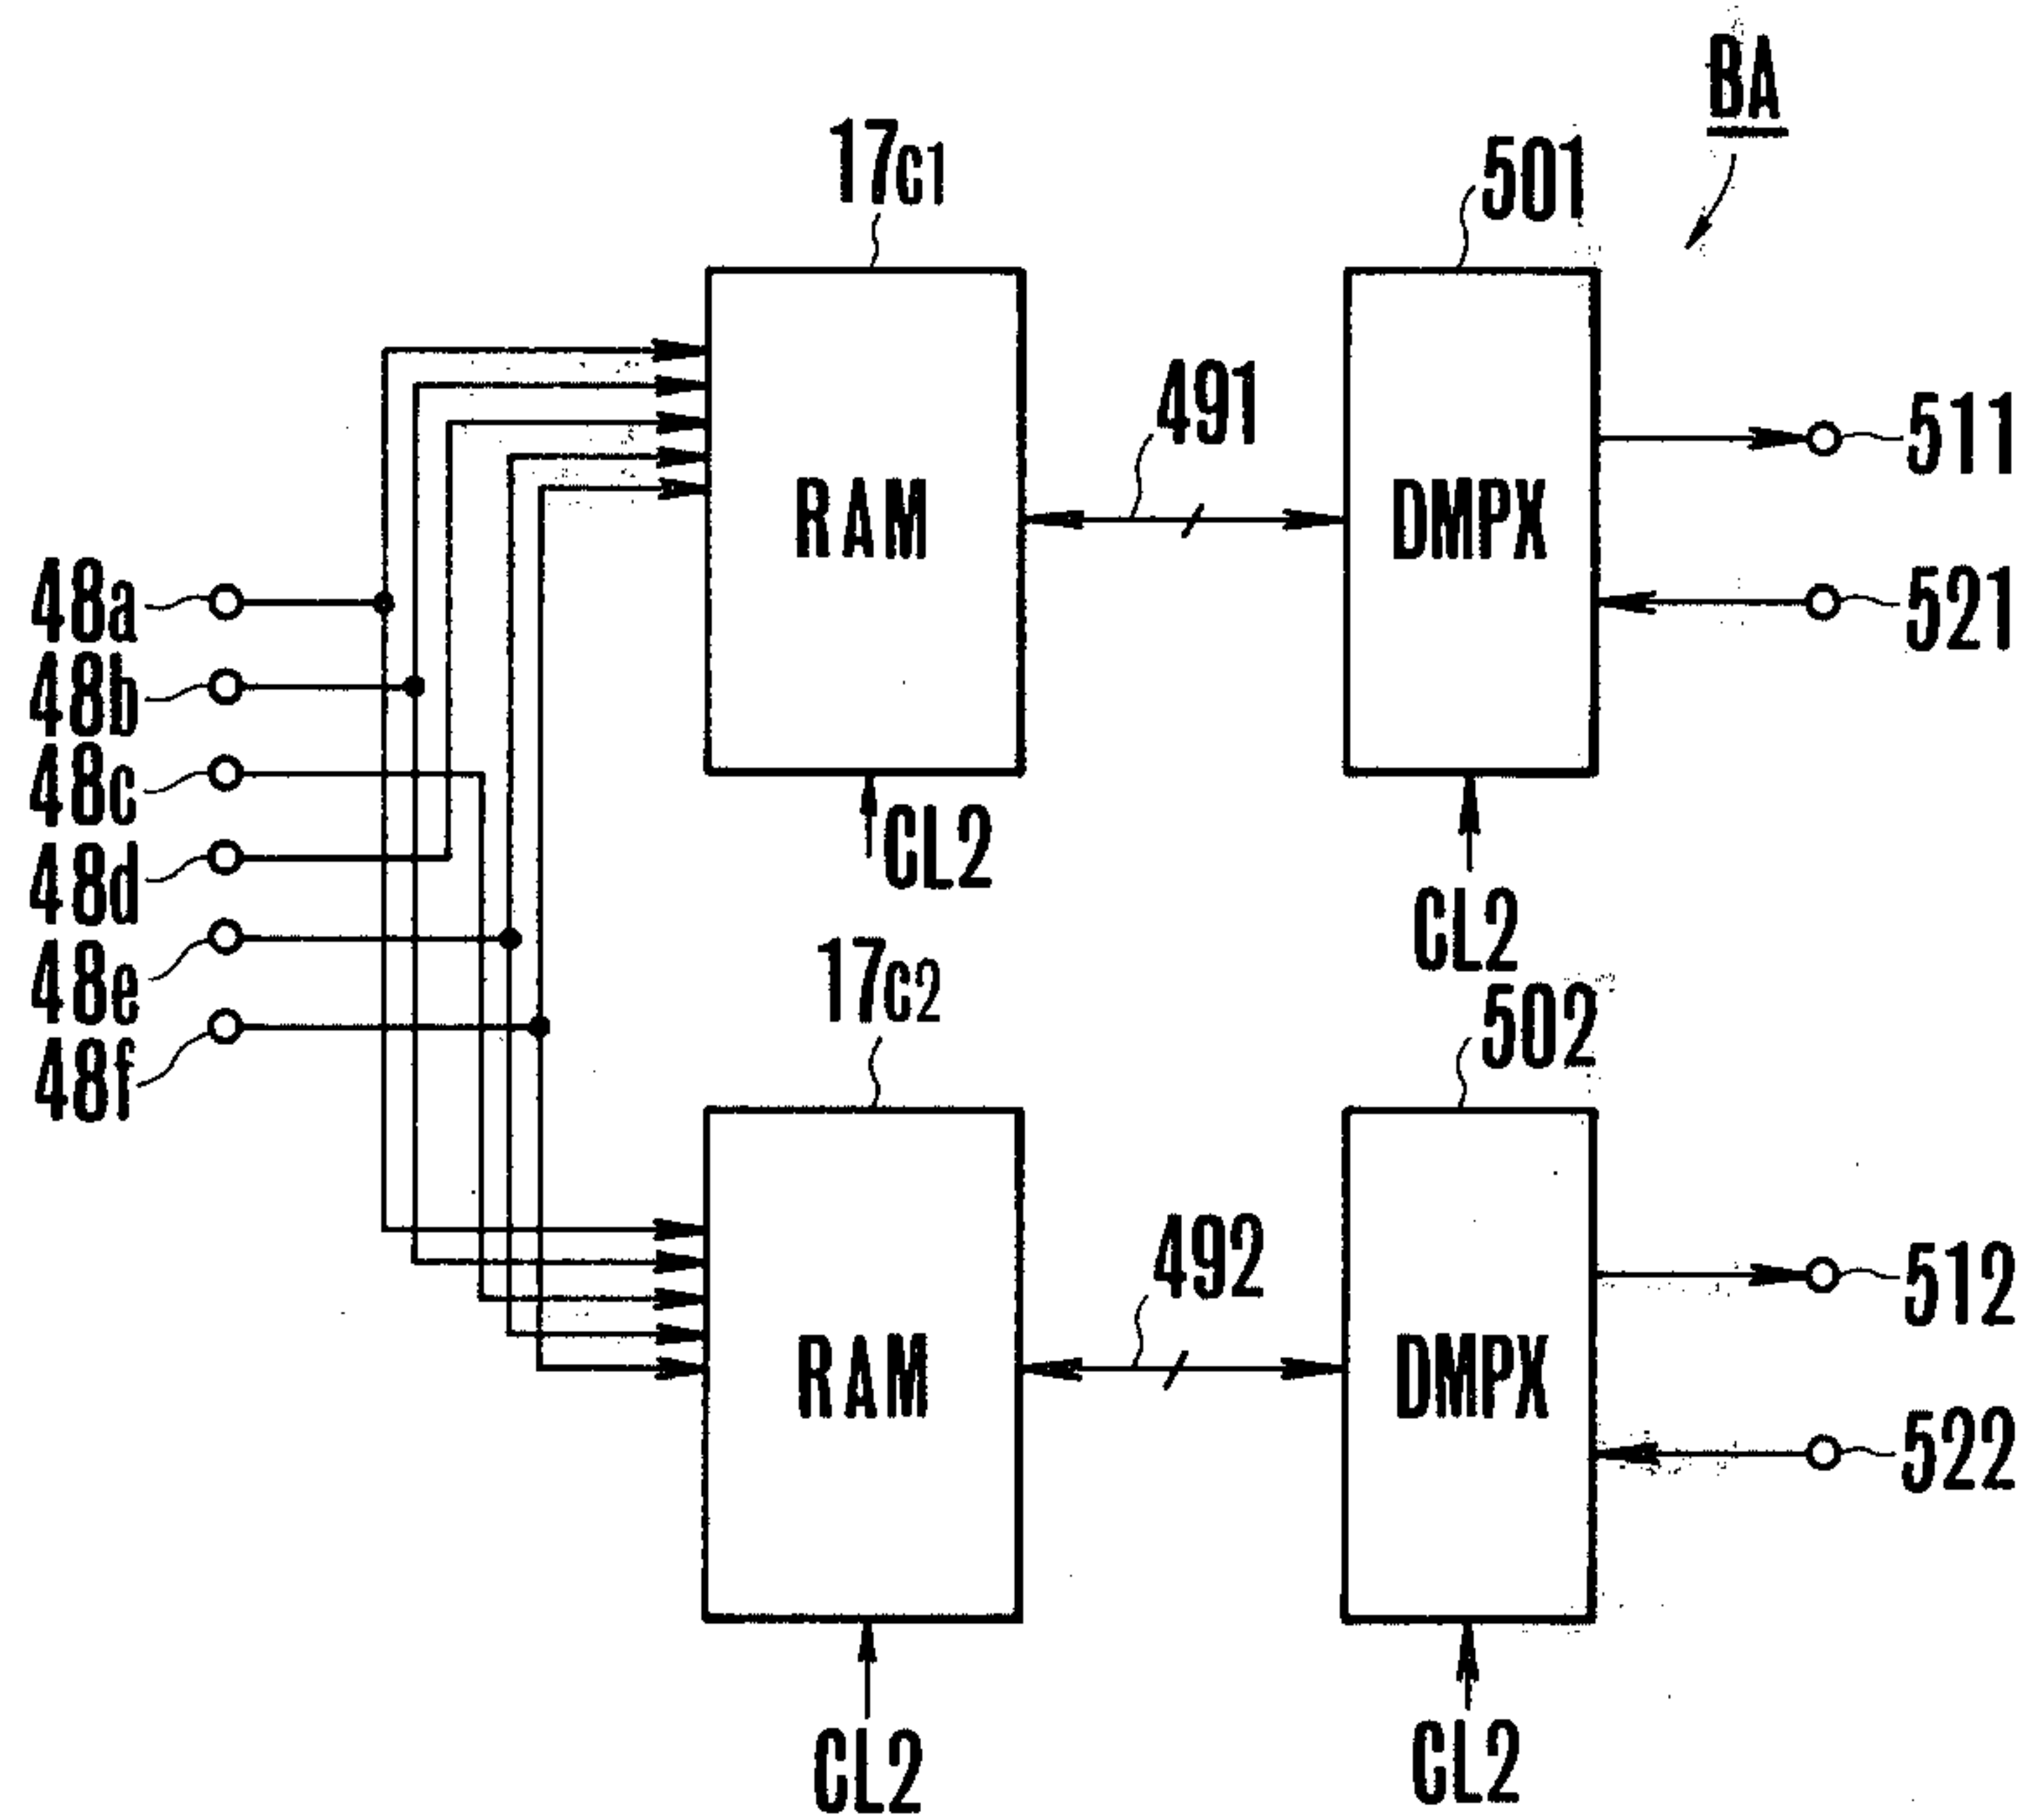 BA
17c1
501
491
511
RAM
DMPX
521
48a
48b
48c
48d
48e
48f
CL2
CL2
17c2
502
492
512
RAM
DMPX
522
CL2
CL2